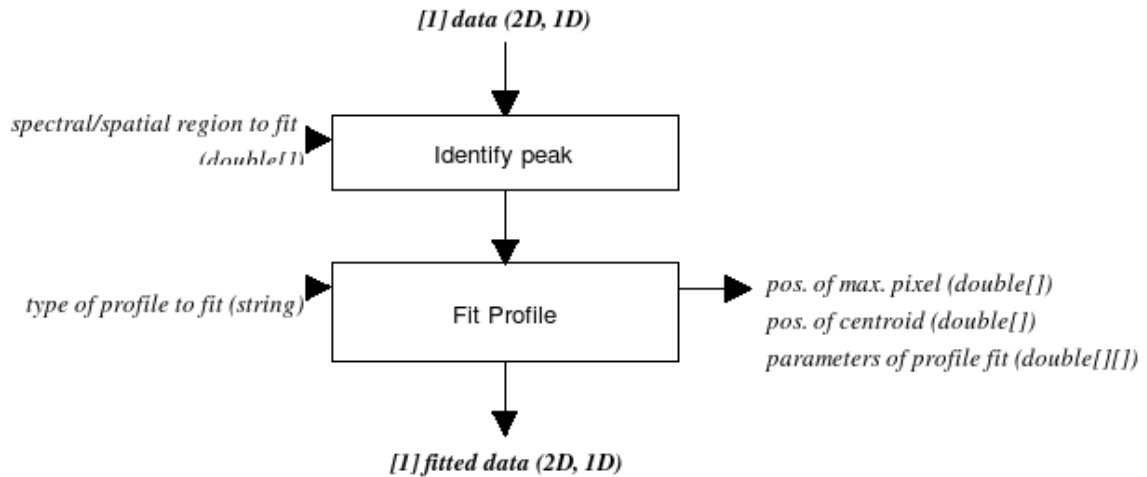 [1] data (2D, 1D)
spectral/spatial region to fit
(double[])
Identify peak
type of profile to fit (string)
Fit Profile
pos. of max. pixel (double[])
pos. of centroid (double[])
parameters of profile fit (double[][])
[1] fitted data (2D, 1D)